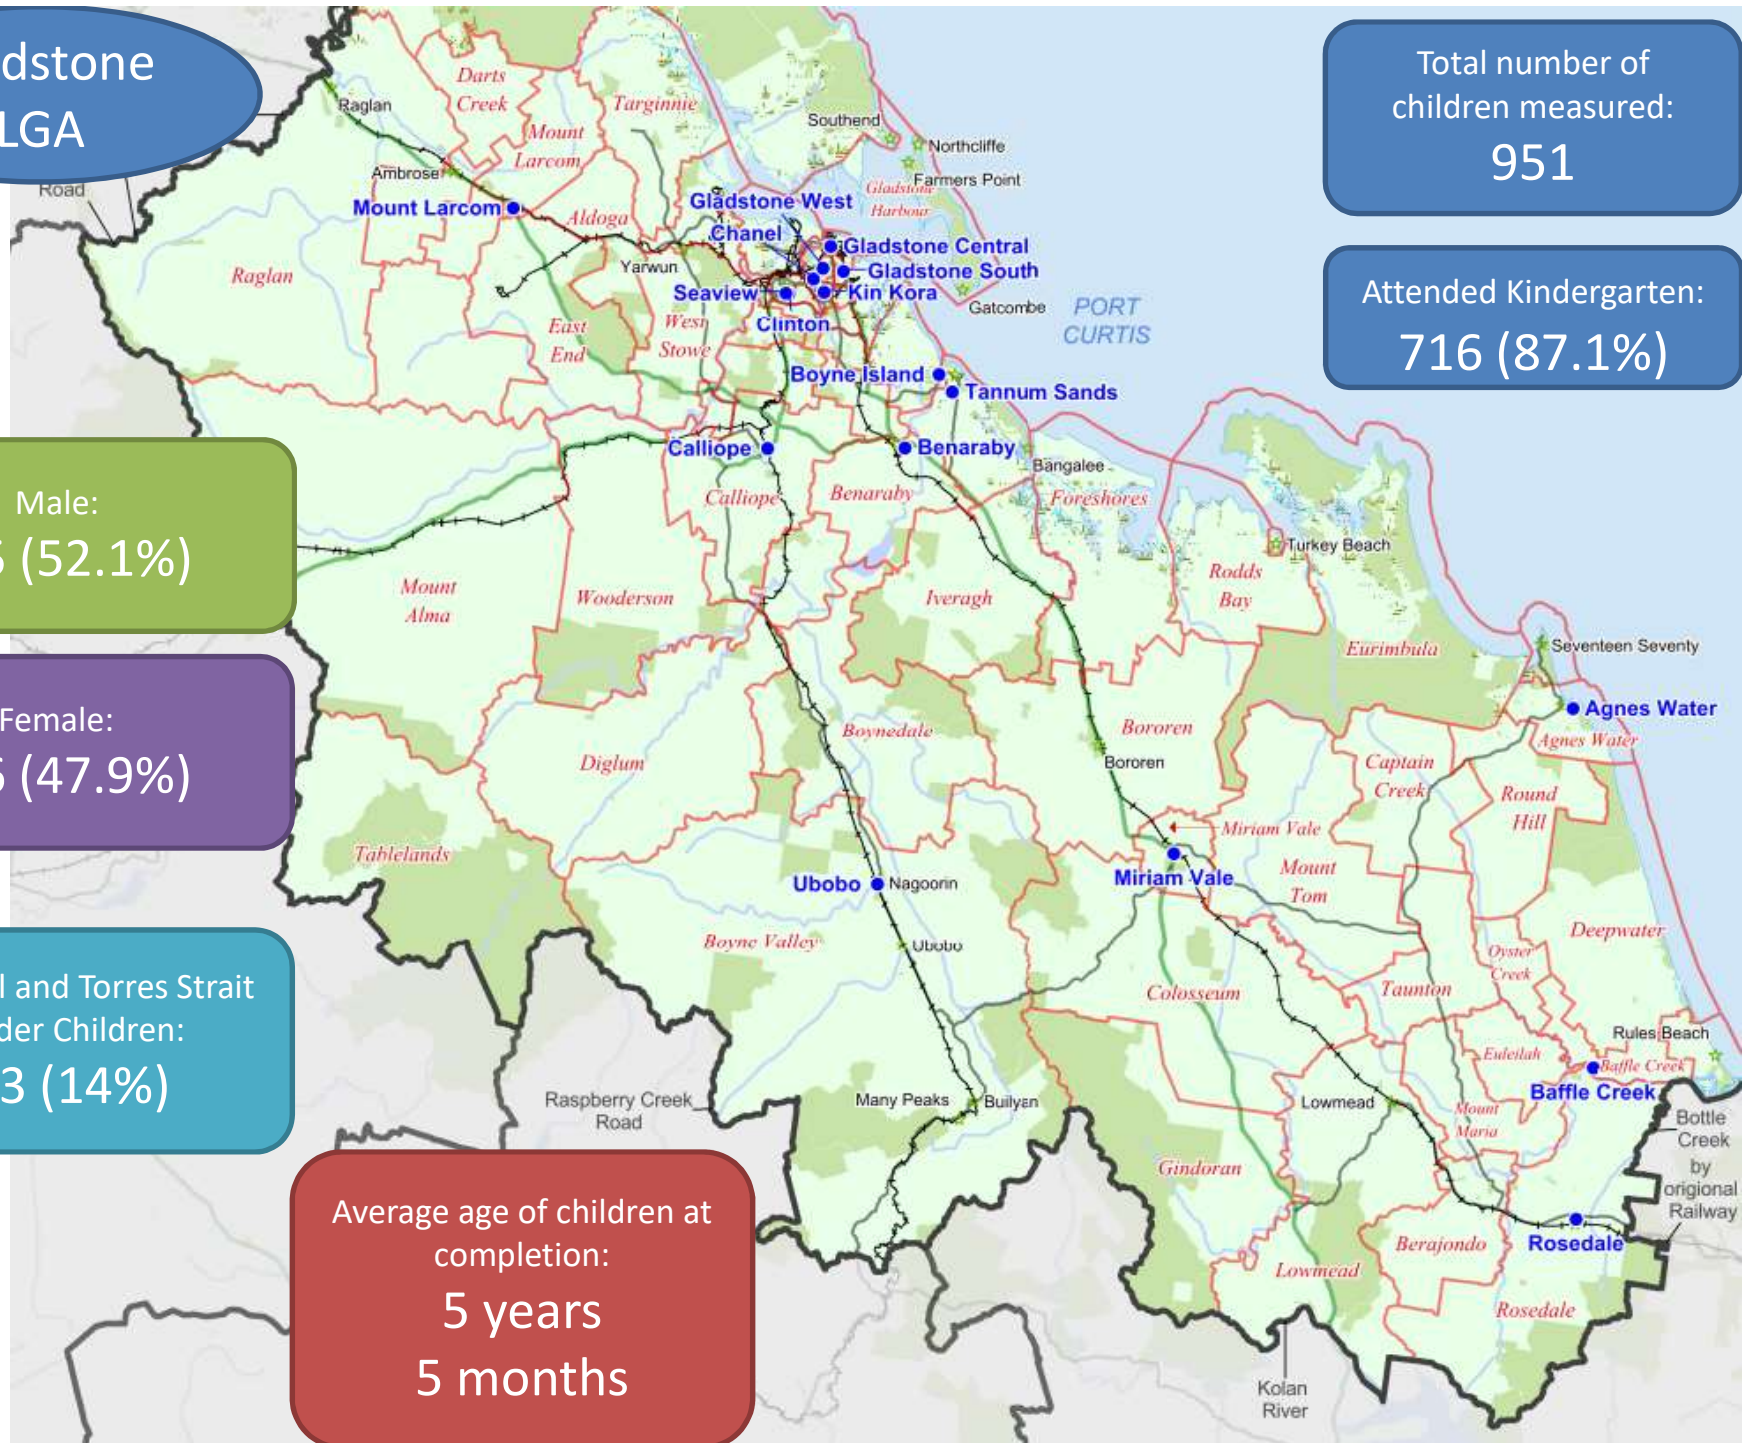 dstone
LGA
Total number of
children measured:
951
Attended Kindergarten:
716 (87.1%)
Male:
(52.1%)
Female:
(47.9%)
and Torres Strait
Children:
3 (14%)
Average age of children at
completion:
5 years
5 months
Road
Raglan
Darts
Creek
Targinnie
Mount
Larcom
Ambrose
Mount Larcom
Aldoga
Southend
Northcliffe
Farmers Point
Gladstone
Harbour
Gladstone West
Chanel
Gladstone Central
Gladstone South
Kin Kora
Seaview
Clinton
Yarwun
Raglan
Gatcombe
PORT
CURTIS
East
End
West
Stowe
Boyne Island
Tannum Sands
Calliope
Benaraby
Bangalee
Calliope
Benaraby
Foreshores
Turkey Beach
Mount
Alma
Wooderson
Iveragh
Rodds
Bay
Eurimbula
Seventeen Seventy
Agnes Water
Agnes Water
Boynedale
Bororen
Bororen
Diglum
Captain
Creek
Round
Hill
Tablelands
Miriam Vale
Miriam Vale
Mount
Tom
Ubobo
Nagoorin
Boyne Valley
Ubobo
Deepwater
Oyster
Creek
Colosseum
Taunton
Rules Beach
Euleilah
Baffle Creek
Baffle Creek
Raspberry Creek
Road
Many Peaks
Builyan
Lowmead
Mount
Maria
Bottle
Creek
by
origional
Railway
Gindoran
Berajondo
Rosedale
Lowmead
Rosedale
Kolan
River